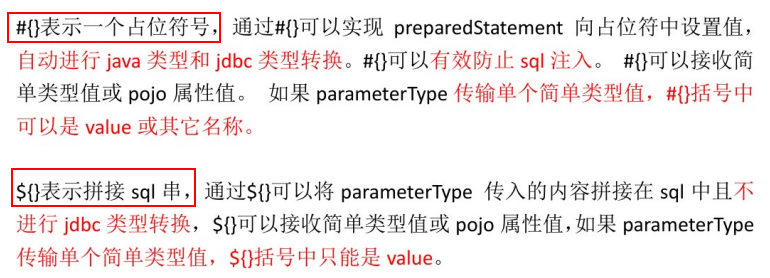 #{}表示一个占位符号，通过#{}可以实现 preparedStatement 向占位符中设置值，
自动进行 java 类型和 jdbc 类型转换。#{}可以有效防止 sql 注入。 #{}可以接收简
单类型值或 pojo 属性值。 如果 parameterType 传输单个简单类型值，#{}括号中
可以是 value 或其它名称。
${}表示拼接 sql 串，通过${}可以将 parameterType 传入的内容拼接在 sql 中且不
进行 jdbc 类型转换，${}可以接收简单类型值或 pojo 属性值，如果 parameterType
传输单个简单类型值，${}括号中只能是 value。